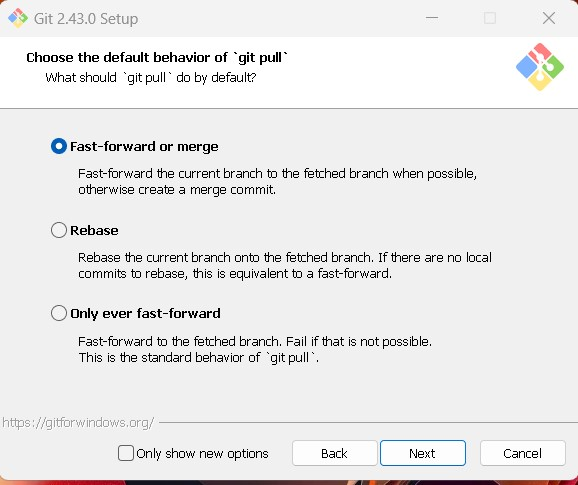 Git 2.43.0 Setup
Choose the default behavior of `git pull`
What should `git pull` do by default?
Fast-forward or merge
Fast-forward the current branch to the fetched branch when possible,
otherwise create a merge commit.
Rebase
Rebase the current branch onto the fetched branch. If there are no local
commits to rebase, this is equivalent to a fast-forward.
Only ever fast-forward
Fast-forward to the fetched branch. Fail if that is not possible.
This is the standard behavior of `git pull`.
https://gitforwindows.org/
Only show new options
Back
Next
Cancel